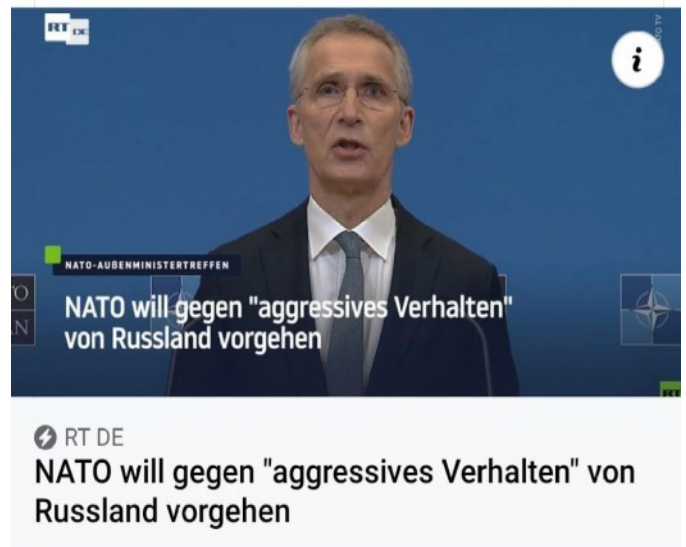 RT DE
i
NATO-AUẞENMINISTERTREFFEN
NATO will gegen "aggressives Verhalten"
von Russland vorgehen
RT DE
NATO will gegen "aggressives Verhalten" von
Russland vorgehen